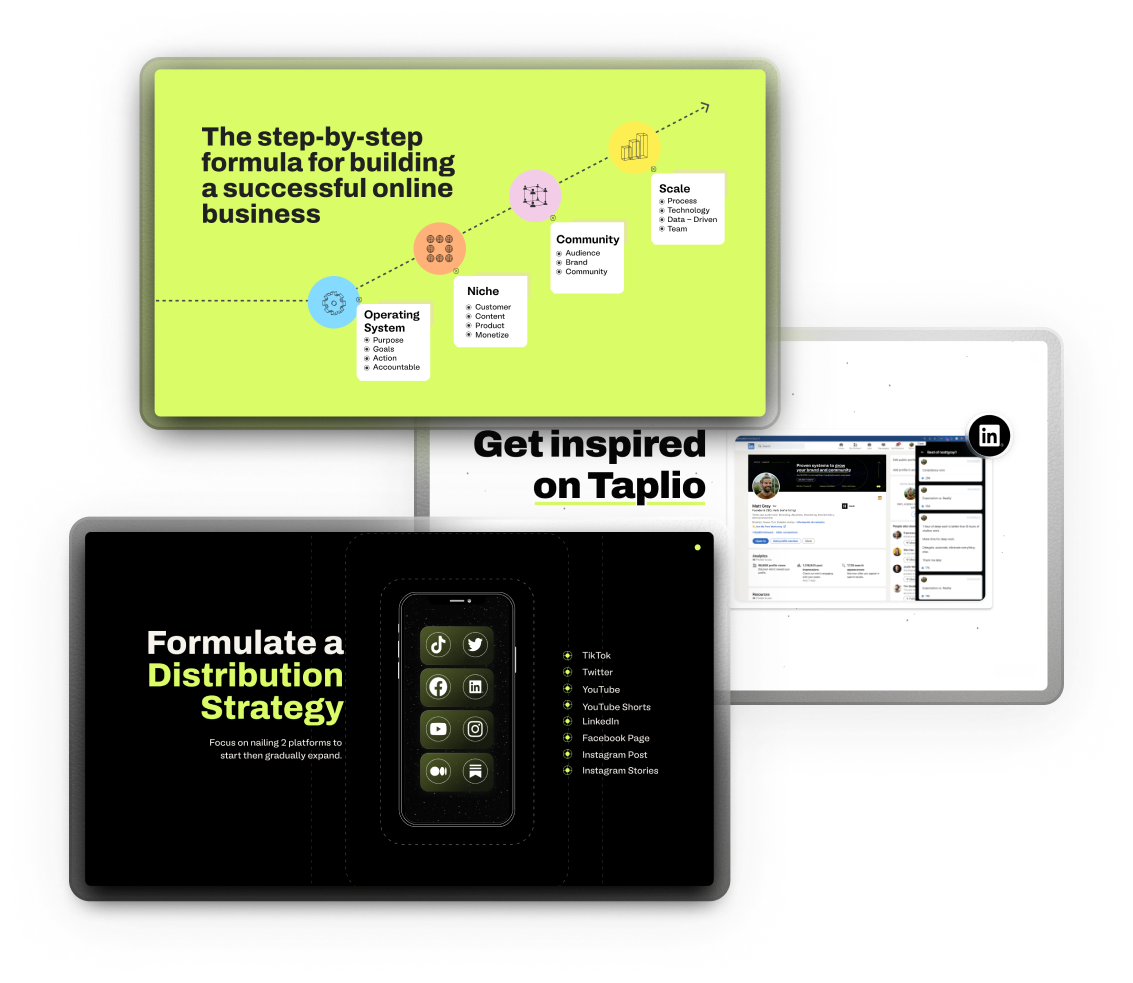 The step-by-step
formula for building
a successful online
business
Scale
Process
Technology
Data – Driven
Team
Community
Audience
Brand
Community
Niche
Customer
Content
Product
Monetize
Operating
System
Purpose
Goals
Action
Accountable
Get inspired
on Taplio
in
Proven systems to grow
your brand and community
Matt Gray
Analytics
Resources
Formulate a
Distribution
Strategy
Focus on nailing 2 platforms to
start then gradually expand.
in
TikTok
Twitter
YouTube
YouTube Shorts
LinkedIn
Facebook Page
Instagram Post
Instagram Stories